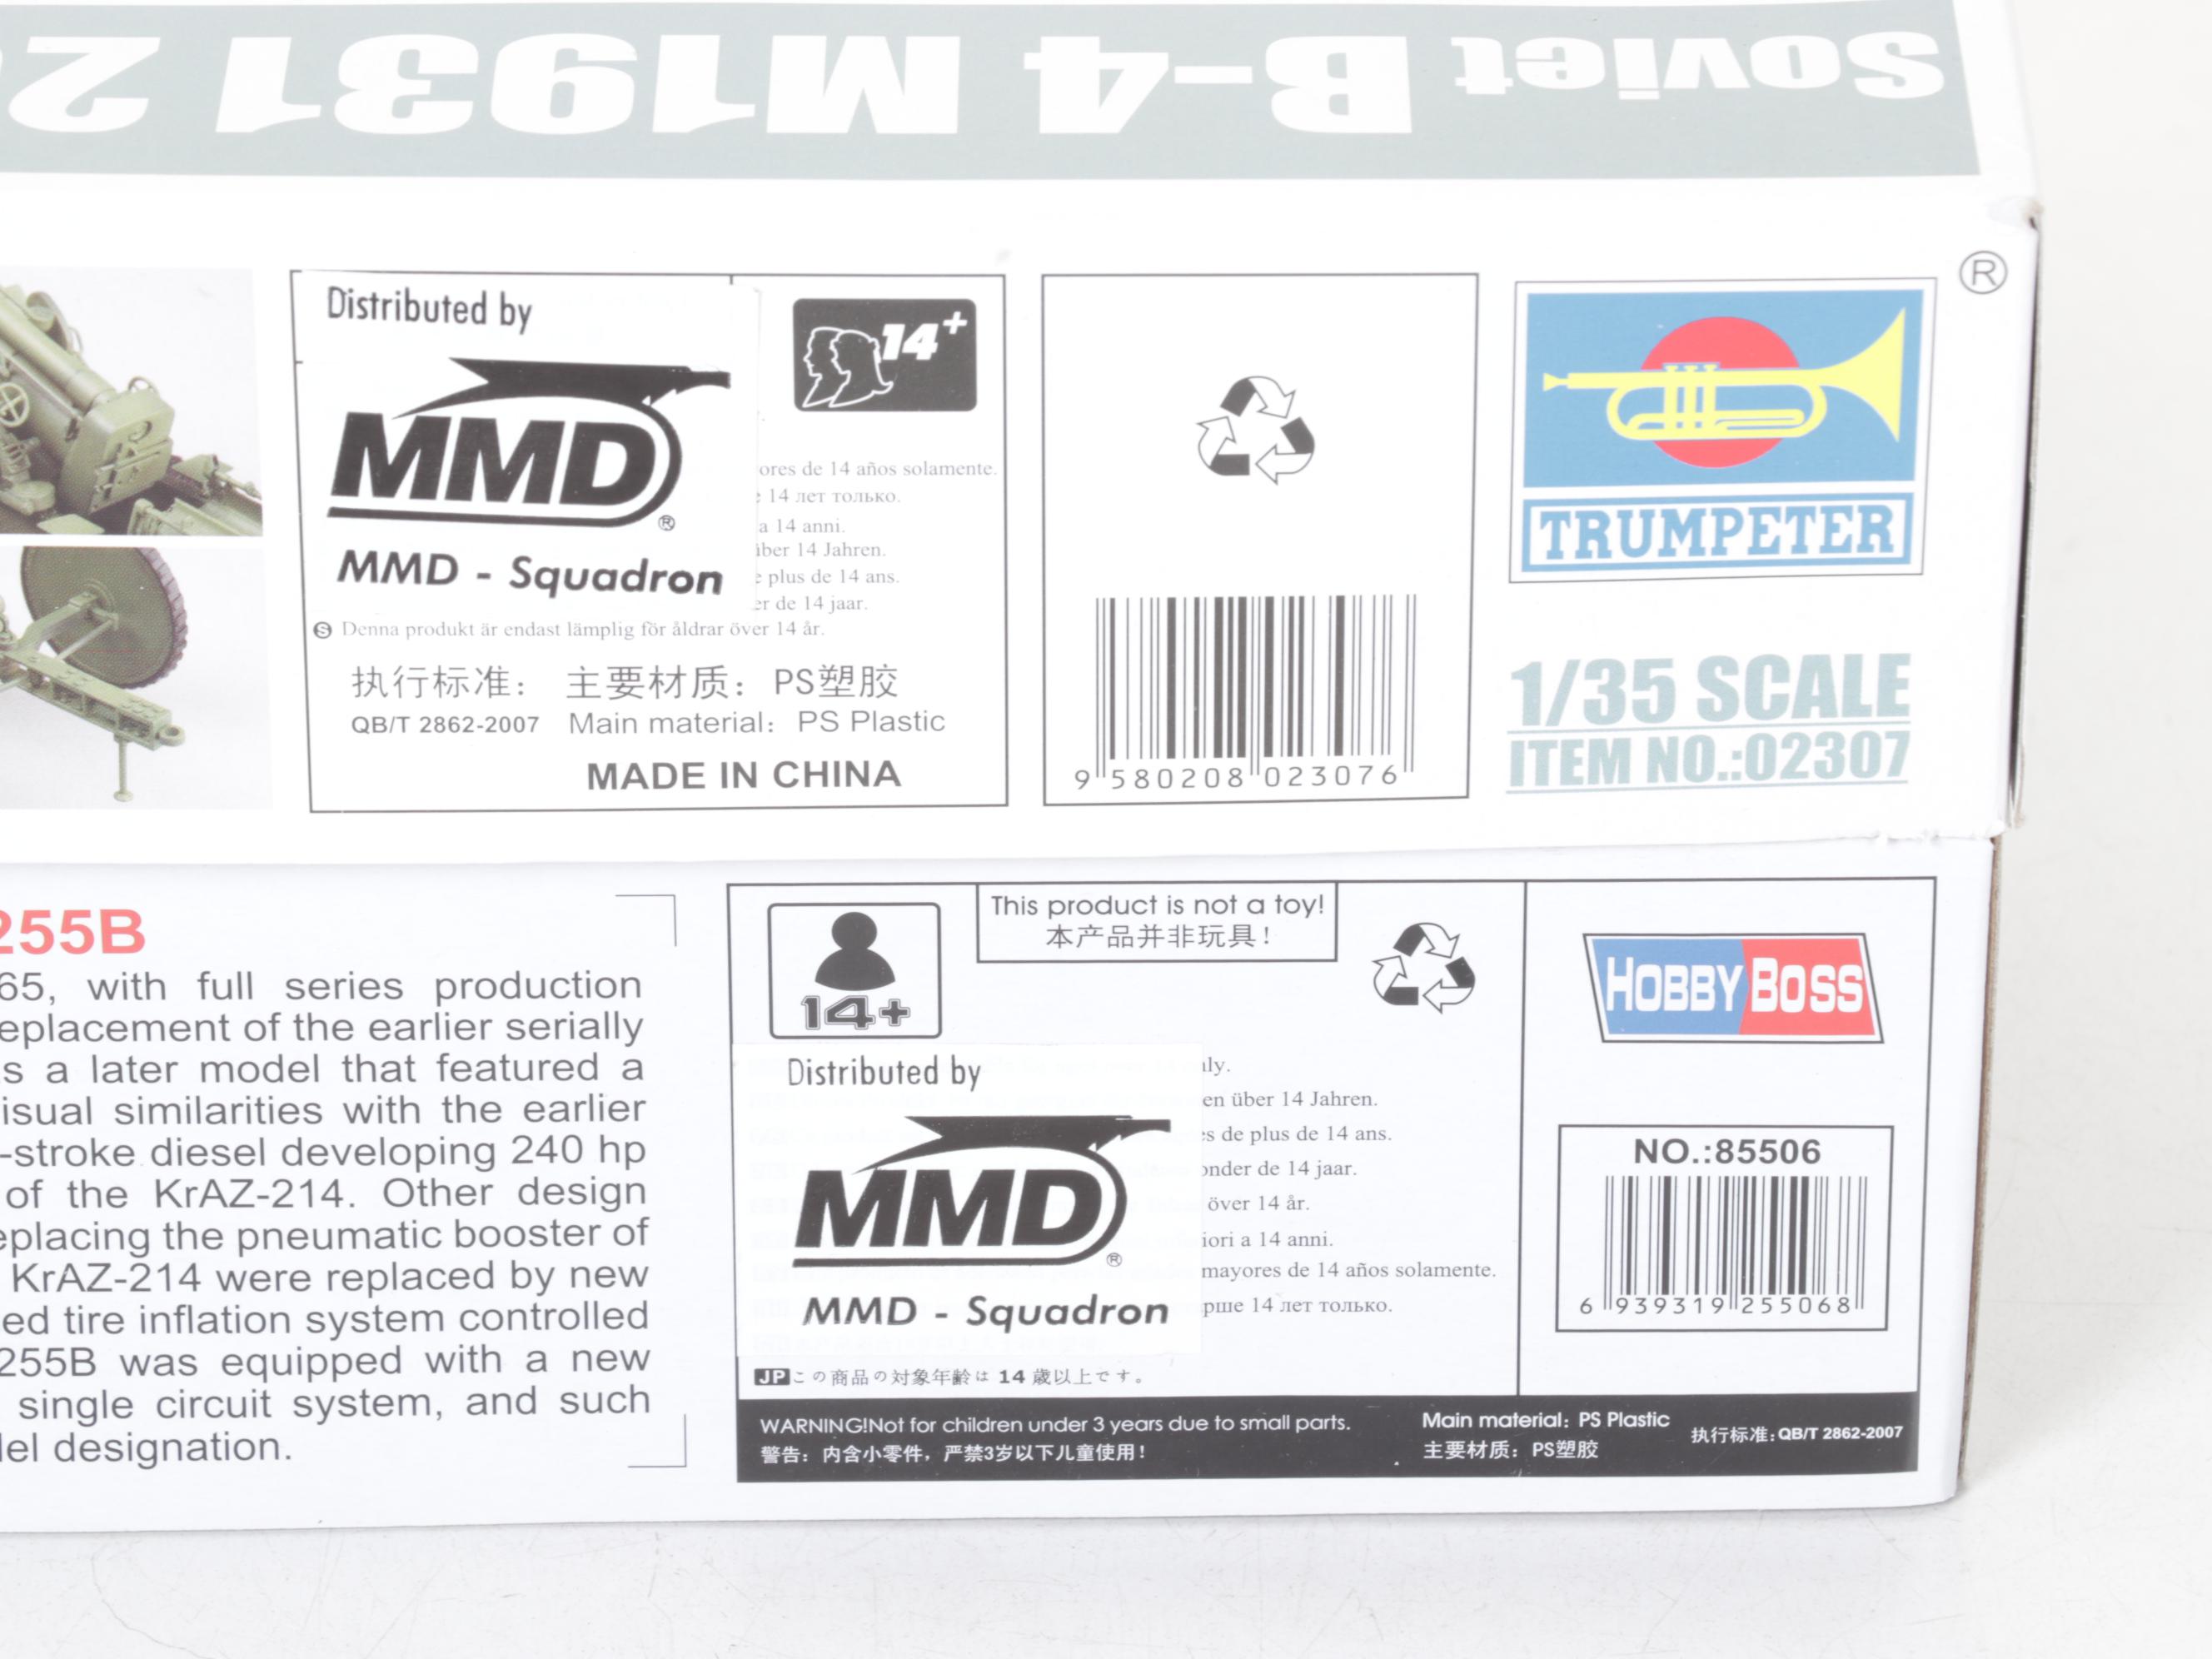 Soviet B-4 M1931 2
®
Distributed by
MMD
®
MMD - Squadron
14+
ores de 14 años solamente.
14 лет только.
a 14 anni.
über 14 Jahren.
plus de 14 ans.
er de 14 jaar.
S Denna produkt är endast lämplig för åldrar över 14 år.
执行标准: 主要材质: PS塑胶
QB/T 2862-2007 Main material: PS Plastic
MADE IN CHINA
9 580208 023076
TRUMPETER
1/35 SCALE
ITEM NO.:02307
255B
65, with full series production
eplacement of the earlier serially
s a later model that featured a
isual similarities with the earlier
-stroke diesel developing 240 hp
of the KrAZ-214. Other design
eplacing the pneumatic booster of
KrAZ-214 were replaced by new
ed tire inflation system controlled
255B was equipped with a new
single circuit system, and such
el designation.
14+
This product is not a toy!
本产品并非玩具!
Distributed by
MMD
®
MMD - Squadron
nly.
en über 14 Jahren.
es de plus de 14 ans.
onder de 14 jaar.
över 14 år.
iori a 14 anni.
mayores de 14 años solamente.
рше 14 лет только.
JP この商品の対象年齢は 14 歳以上です。
HOBBY BOSS
NO.:85506
6 939319 255068
WARNING!Not for children under 3 years due to small parts.
警告: 内含小零件, 严禁3岁以下儿童使用!
Main material: PS Plastic
主要材质: PS塑胶
执行标准: QB/T 2862-2007